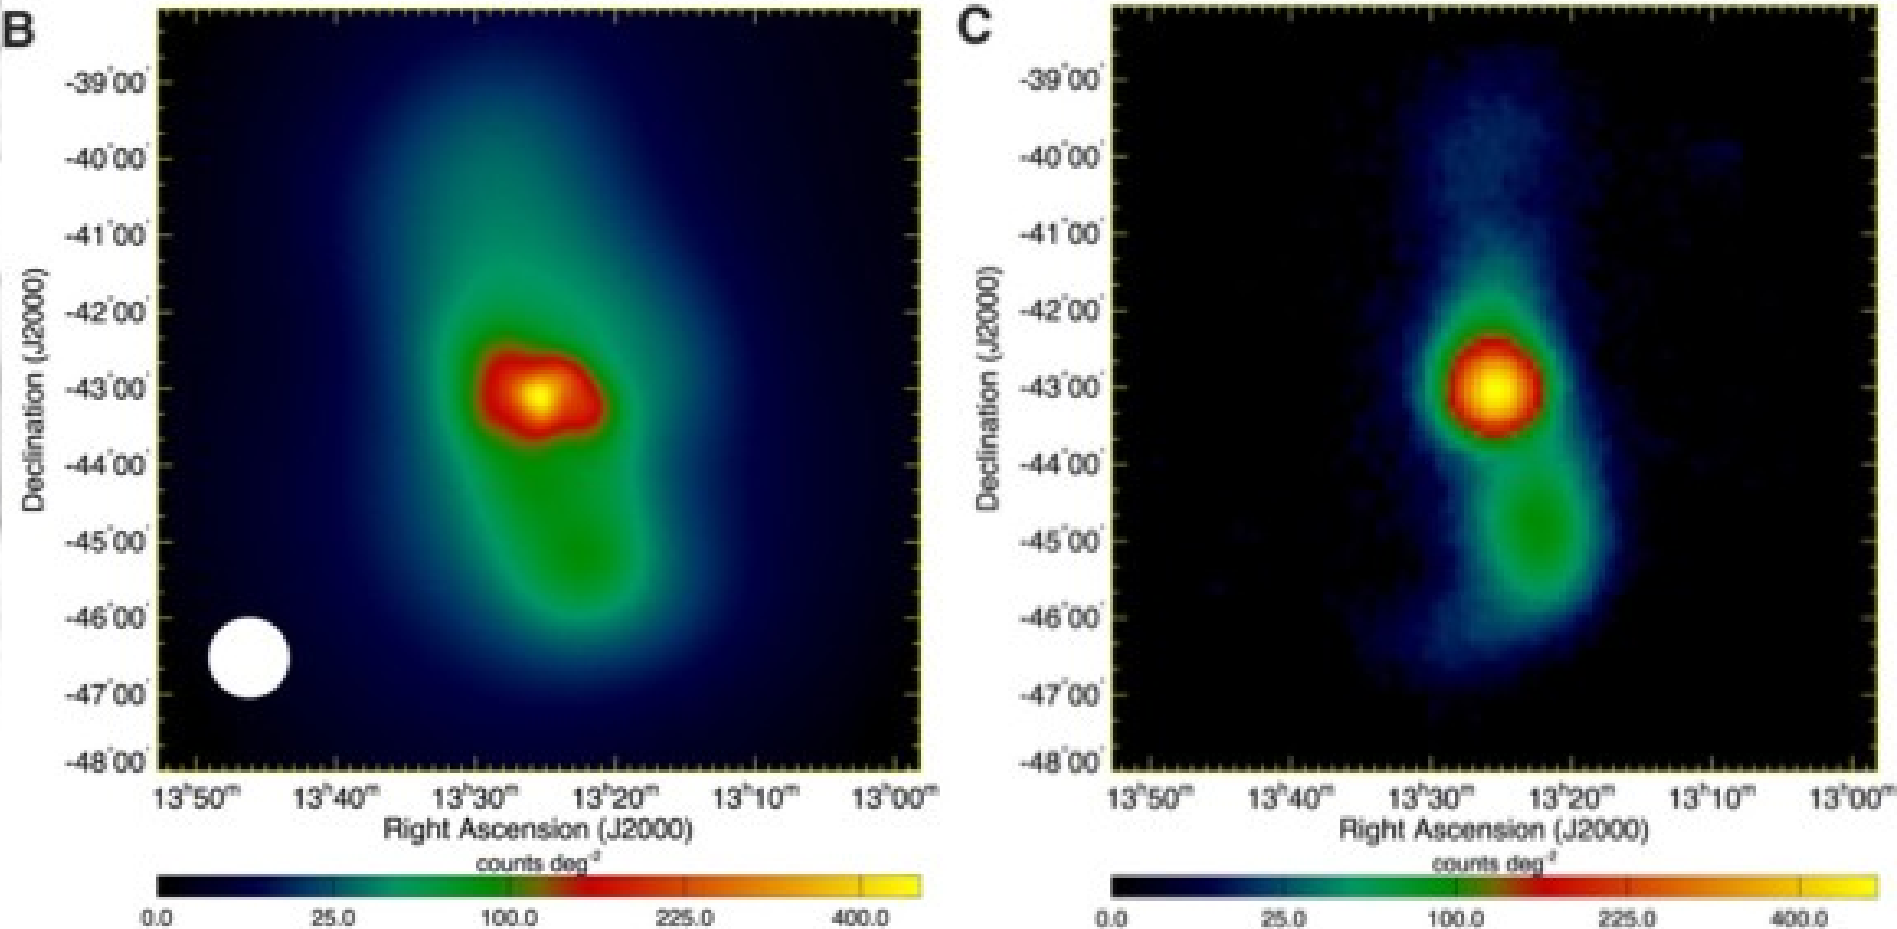 B
-39°00'
-40°00'
-41°00'
-42°00'
-43°00'
-44°00'
-45°00'
-46°00'
-47°00'
-48°00'
Declination (J2000)
13ʰ50ᵐ 13ʰ40ᵐ 13ʰ30ᵐ 13ʰ20ᵐ 13ʰ10ᵐ 13ʰ00ᵐ
Right Ascension (J2000)
counts deg⁻²
0.0 25.0 100.0 225.0 400.0
C
-39°00'
-40°00'
-41°00'
-42°00'
-43°00'
-44°00'
-45°00'
-46°00'
-47°00'
-48°00'
Declination (J2000)
13ʰ50ᵐ 13ʰ40ᵐ 13ʰ30ᵐ 13ʰ20ᵐ 13ʰ10ᵐ 13ʰ00ᵐ
Right Ascension (J2000)
counts deg⁻²
0.0 25.0 100.0 225.0 400.0